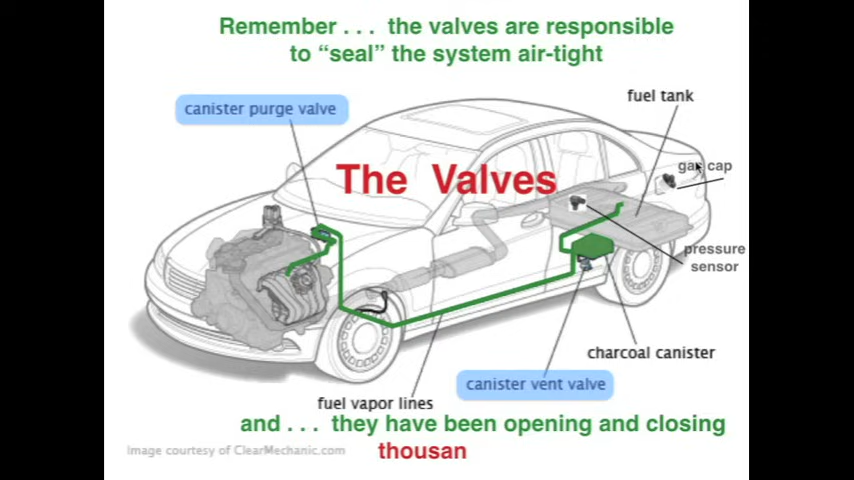 Remember . . . the valves are responsible
to “seal” the system air-tight
fuel tank
canister purge valve
gas cap
The Valves
pressure
sensor
charcoal canister
canister vent valve
fuel vapor lines
and . . . they have been opening and closing
Image courtesy of ClearMechanic.com
thousan